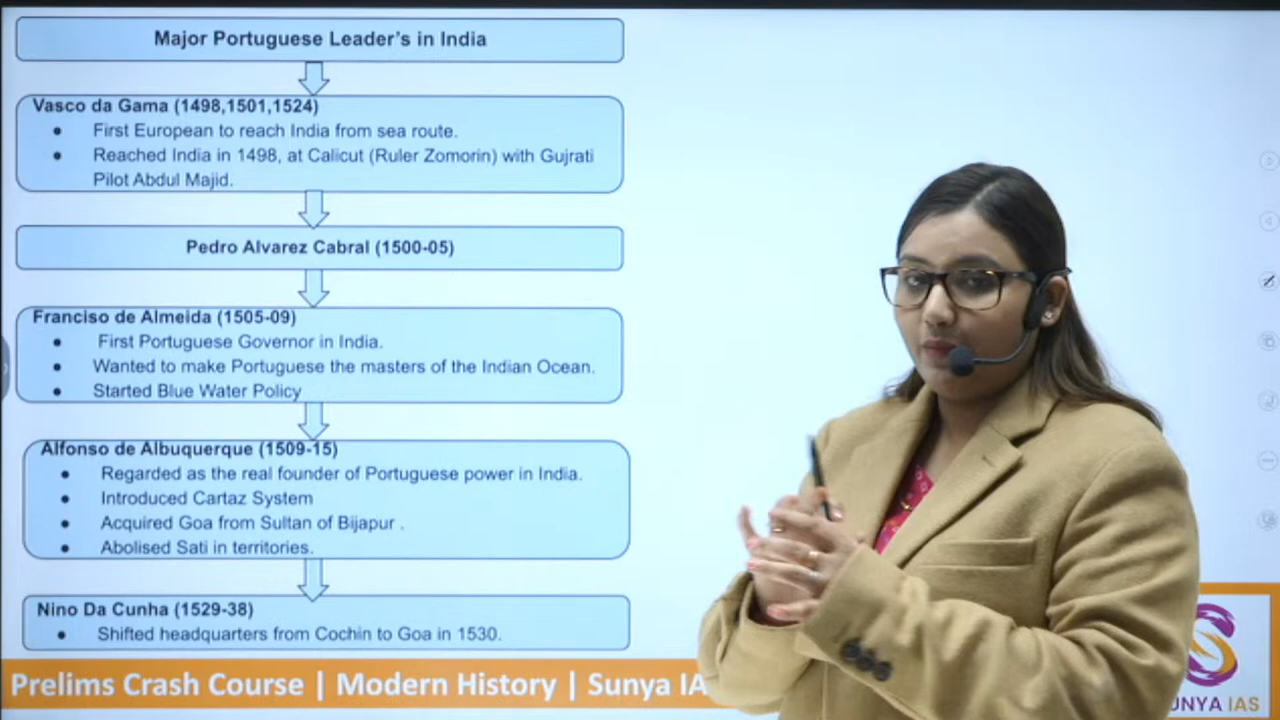 Major Portuguese Leader's in India
Vasco da Gama (1498,1501,1524)
● First European to reach India from sea route.
● Reached India in 1498, at Calicut (Ruler Zomorin) with Gujrati
Pilot Abdul Majid.
Pedro Alvarez Cabral (1500-05)
Franciso de Almeida (1505-09)
● First Portuguese Governor in India.
● Wanted to make Portuguese the masters of the Indian Ocean.
● Started Blue Water Policy
Alfonso de Albuquerque (1509-15)
● Regarded as the real founder of Portuguese power in India.
● Introduced Cartaz System
● Acquired Goa from Sultan of Bijapur .
● Abolised Sati in territories.
Nino Da Cunha (1529-38)
● Shifted headquarters from Cochin to Goa in 1530.
Prelims Crash Course | Modern History | Sunya IA
UNYA IAS